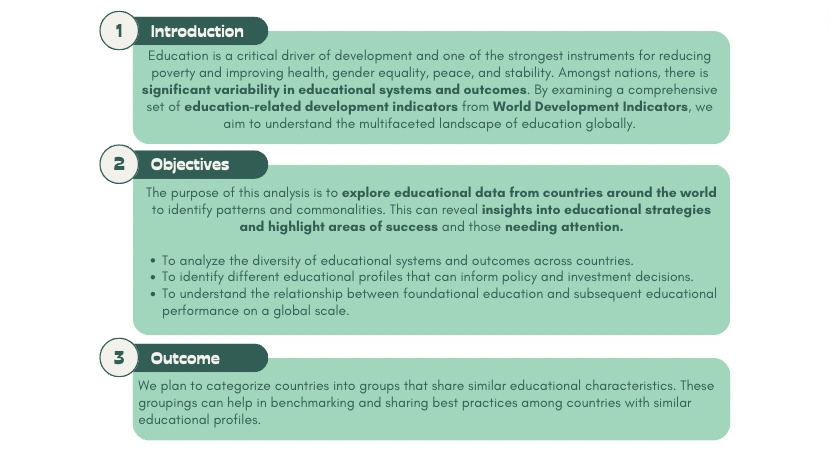 1 Introduction
Education is a critical driver of development and one of the strongest instruments for reducing
poverty and improving health, gender equality, peace, and stability. Amongst nations, there is
significant variability in educational systems and outcomes. By examining a comprehensive
set of education-related development indicators from World Development Indicators, we
aim to understand the multifaceted landscape of education globally.
2 Objectives
The purpose of this analysis is to explore educational data from countries around the world
to identify patterns and commonalities. This can reveal insights into educational strategies
and highlight areas of success and those needing attention.
• To analyze the diversity of educational systems and outcomes across countries.
• To identify different educational profiles that can inform policy and investment decisions.
• To understand the relationship between foundational education and subsequent educational
performance on a global scale.
3 Outcome
We plan to categorize countries into groups that share similar educational characteristics. These
groupings can help in benchmarking and sharing best practices among countries with similar
educational profiles.